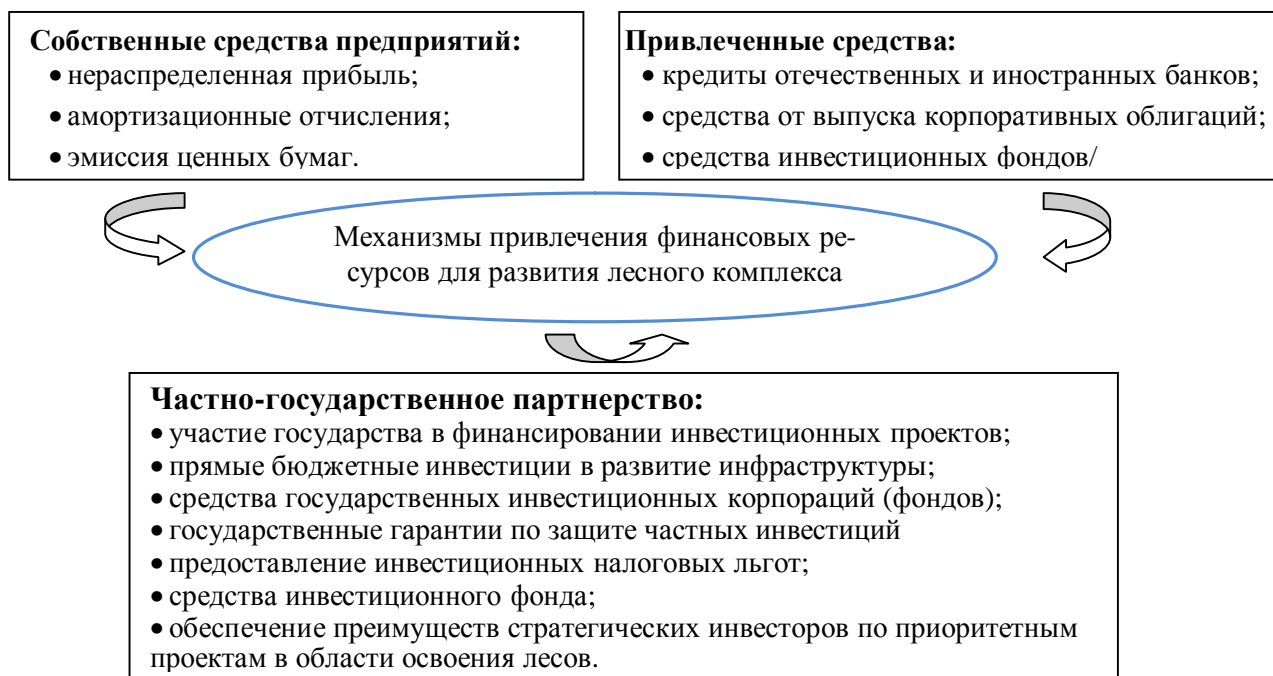 Собственные средства предприятий:
• нераспределенная прибыль;
• амортизационные отчисления;
• эмиссия ценных бумаг.
Привлеченные средства:
• кредиты отечественных и иностранных банков;
• средства от выпуска корпоративных облигаций;
• средства инвестиционных фондов/
Механизмы привлечения финансовых ре-
сурсов для развития лесного комплекса
Частно-государственное партнерство:
• участие государства в финансировании инвестиционных проектов;
• прямые бюджетные инвестиции в развитие инфраструктуры;
• средства государственных инвестиционных корпораций (фондов);
• государственные гарантии по защите частных инвестиций
• предоставление инвестиционных налоговых льгот;
• средства инвестиционного фонда;
• обеспечение преимуществ стратегических инвесторов по приоритетным
проектам в области освоения лесов.